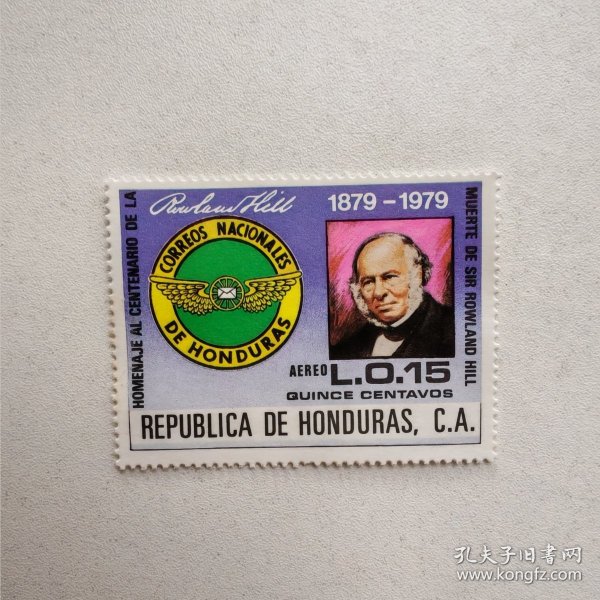 HOMENAJE AL CENTENARIO DE LA
Rowland Hill
1879-1979
MUERTE DE SIR ROWLAND HILL
CORREOS NACIONALES
DE HONDURAS
AEREO L.0.15
QUINCE CENTAVOS
REPUBLICA DE HONDURAS, C.A.
孔夫子旧书网
www.kongfz.com